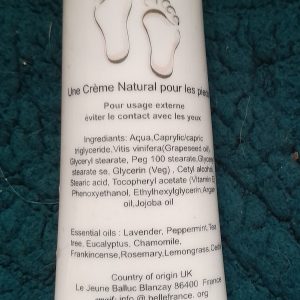 Une Crème Natural pour les pieds
Pour usage externe
éviter le contact avec les yeux
Ingrediants: Aqua,Caprylic/capric
triglyceride,Vitis vinifera(Grapeseed oil),
Glyceryl stearate, Peg 100 stearate,Glyceryl
stearate se, Glycerin (Veg) , Cetyl alcohol,
Stearic acid, Tocopheryl acetate (Vitamin E)
Phenoxyethanol, Ethylhexylglycerin,Argan
oil,Jojoba oil
Essential oils : Lavender, Peppermint,Tea
tree, Eucalyptus, Chamomile,
Frankincense,Rosemary,Lemongrass,
Country of origin UK
Le Jeune Balluc Blanzay 86400 France
info @ bellefrance. org